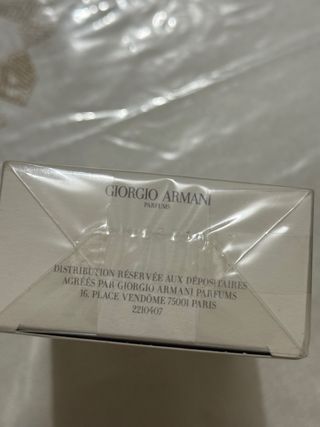 GIORGIO ARMANI
PARFUMS
DISTRIBUTION RÉSERVÉE AUX DÉPOSITAIRES
AGRÉÉS PAR GIORGIO ARMANI PARFUMS
16, PLACE VENDÔME 75001 PARIS
2210407